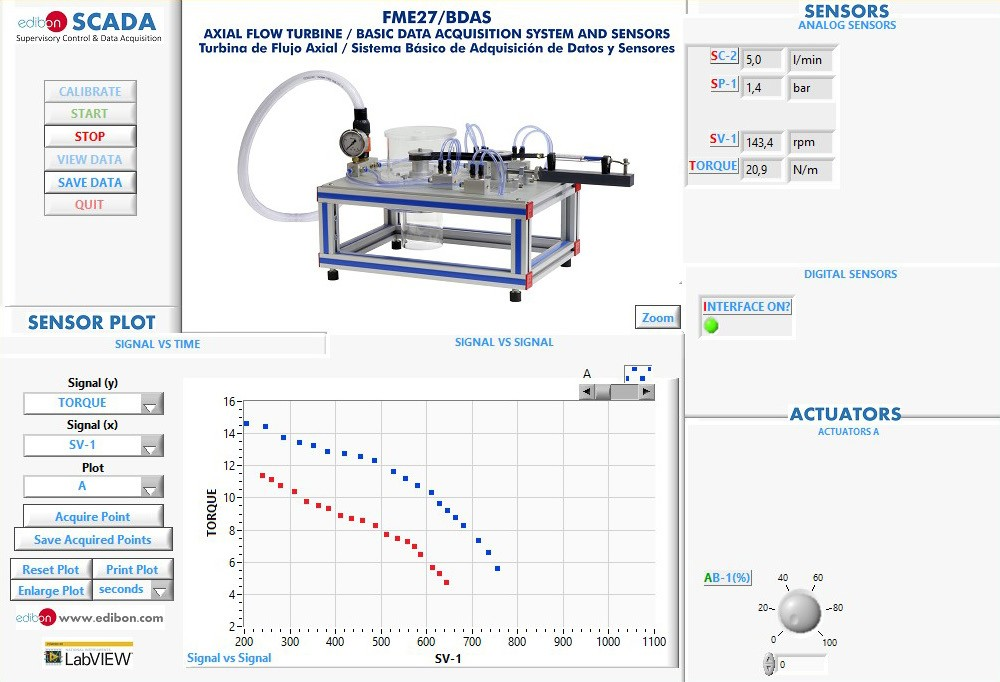 edibon SCADA
Supervisory Control & Data Acquisition
CALIBRATE
START
STOP
VIEW DATA
SAVE DATA
QUIT
FME27/BDAS
AXIAL FLOW TURBINE / BASIC DATA ACQUISITION SYSTEM AND SENSORS
Turbina de Flujo Axial / Sistema Básico de Adquisición de Datos y Sensores
Zoom
SENSORS
ANALOG SENSORS
SC-2 5,0 l/min
SP-1 1,4 bar
SV-1 143,4 rpm
TORQUE 20,9 N/m
DIGITAL SENSORS
INTERFACE ON?
ACTUATORS
ACTUATORS A
AB-1(%)
0 20 40 60 80 100
0
SENSOR PLOT
SIGNAL VS TIME
SIGNAL VS SIGNAL
Signal (y)
TORQUE
Signal (x)
SV-1
Plot
A
Acquire Point
Save Acquired Points
Reset Plot Print Plot
Enlarge Plot seconds
edibon www.edibon.com
LabVIEW
A
TORQUE
16
14
12
10
8
6
4
2
200 300 400 500 600 700 800 900 1000 1100
SV-1
Signal vs Signal